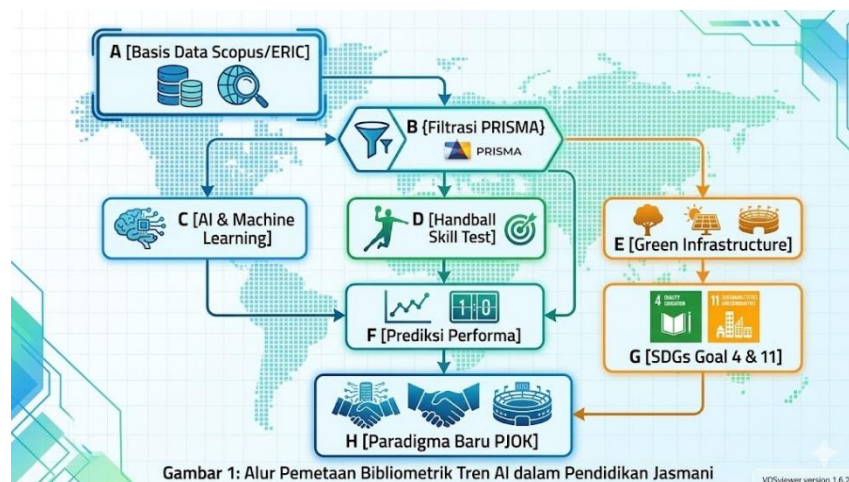 A [Basis Data Scopus/ERIC]
B {Filtrasi PRISMA}
PRISMA
C [AI & Machine
Learning]
D [Handball
Skill Test]
E [Green Infrastructure]
1:0
F [Prediksi Performa]
4 QUALITY
EDUCATION
11 SUSTAINABLE CITIES
AND COMMUNITIES
G [SDGs Goal 4 & 11]
H [Paradigma Baru PJOK]
Gambar 1: Alur Pemetaan Bibliometrik Tren AI dalam Pendidikan Jasmani
VOSviewer version 1.6.2